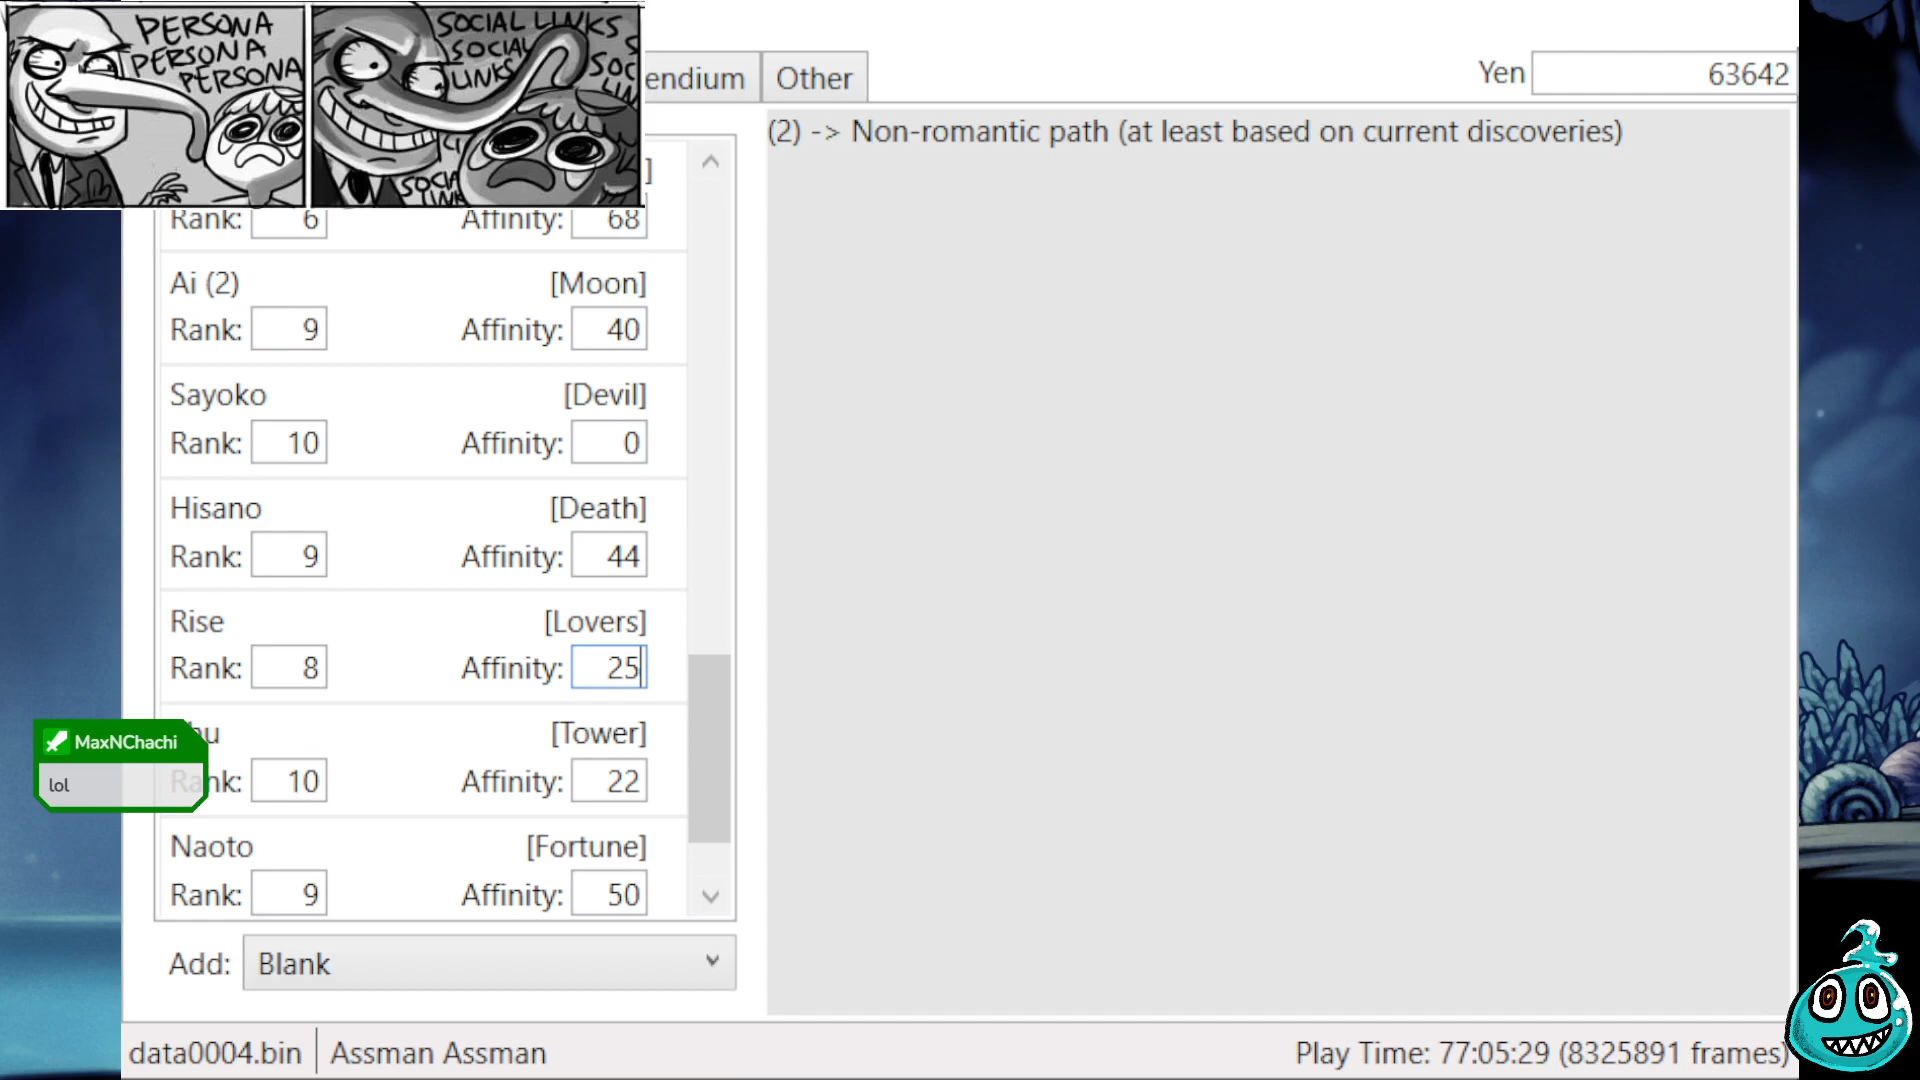 PERSONA
PERSONA
PERSONA
SOCIAL LINKS
SOCIAL
LINKS
SOC
endium
Other
Yen
63642
(2) -> Non-romantic path (at least based on current discoveries)
]
Rank: 6 Affinity: 68
Ai (2) [Moon]
Rank: 9 Affinity: 40
Sayoko [Devil]
Rank: 10 Affinity: 0
Hisano [Death]
Rank: 9 Affinity: 44
Rise [Lovers]
Rank: 8 Affinity: 25
[Tower]
Rank: 10 Affinity: 22
MaxNChachi
lol
Naoto [Fortune]
Rank: 9 Affinity: 50
Add: Blank
data0004.bin Assman Assman
Play Time: 77:05:29 (8325891 frames)